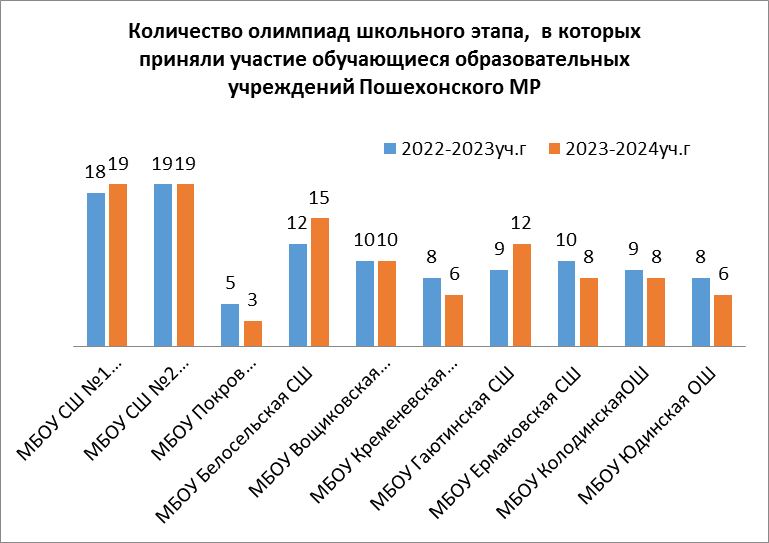 Количество олимпиад школьного этапа, в которых
приняли участие обучающиеся образовательных
учреждений Пошехонского МР
2022-2023уч.г 2023-2024уч.г
18 19 19 19 5 3 12 15 10 10 8 6 9 12 10 8 9 8 8 6
МБОУ СШ №1...
МБОУ СШ №2...
МБОУ Покров...
МБОУ Белосельская СШ
МБОУ Вощиковская...
МБОУ Кременевская...
МБОУ Гаютинская СШ
МБОУ Ермаковская СШ
МБОУ КолодинскаяОШ
МБОУ Юдинская ОШ